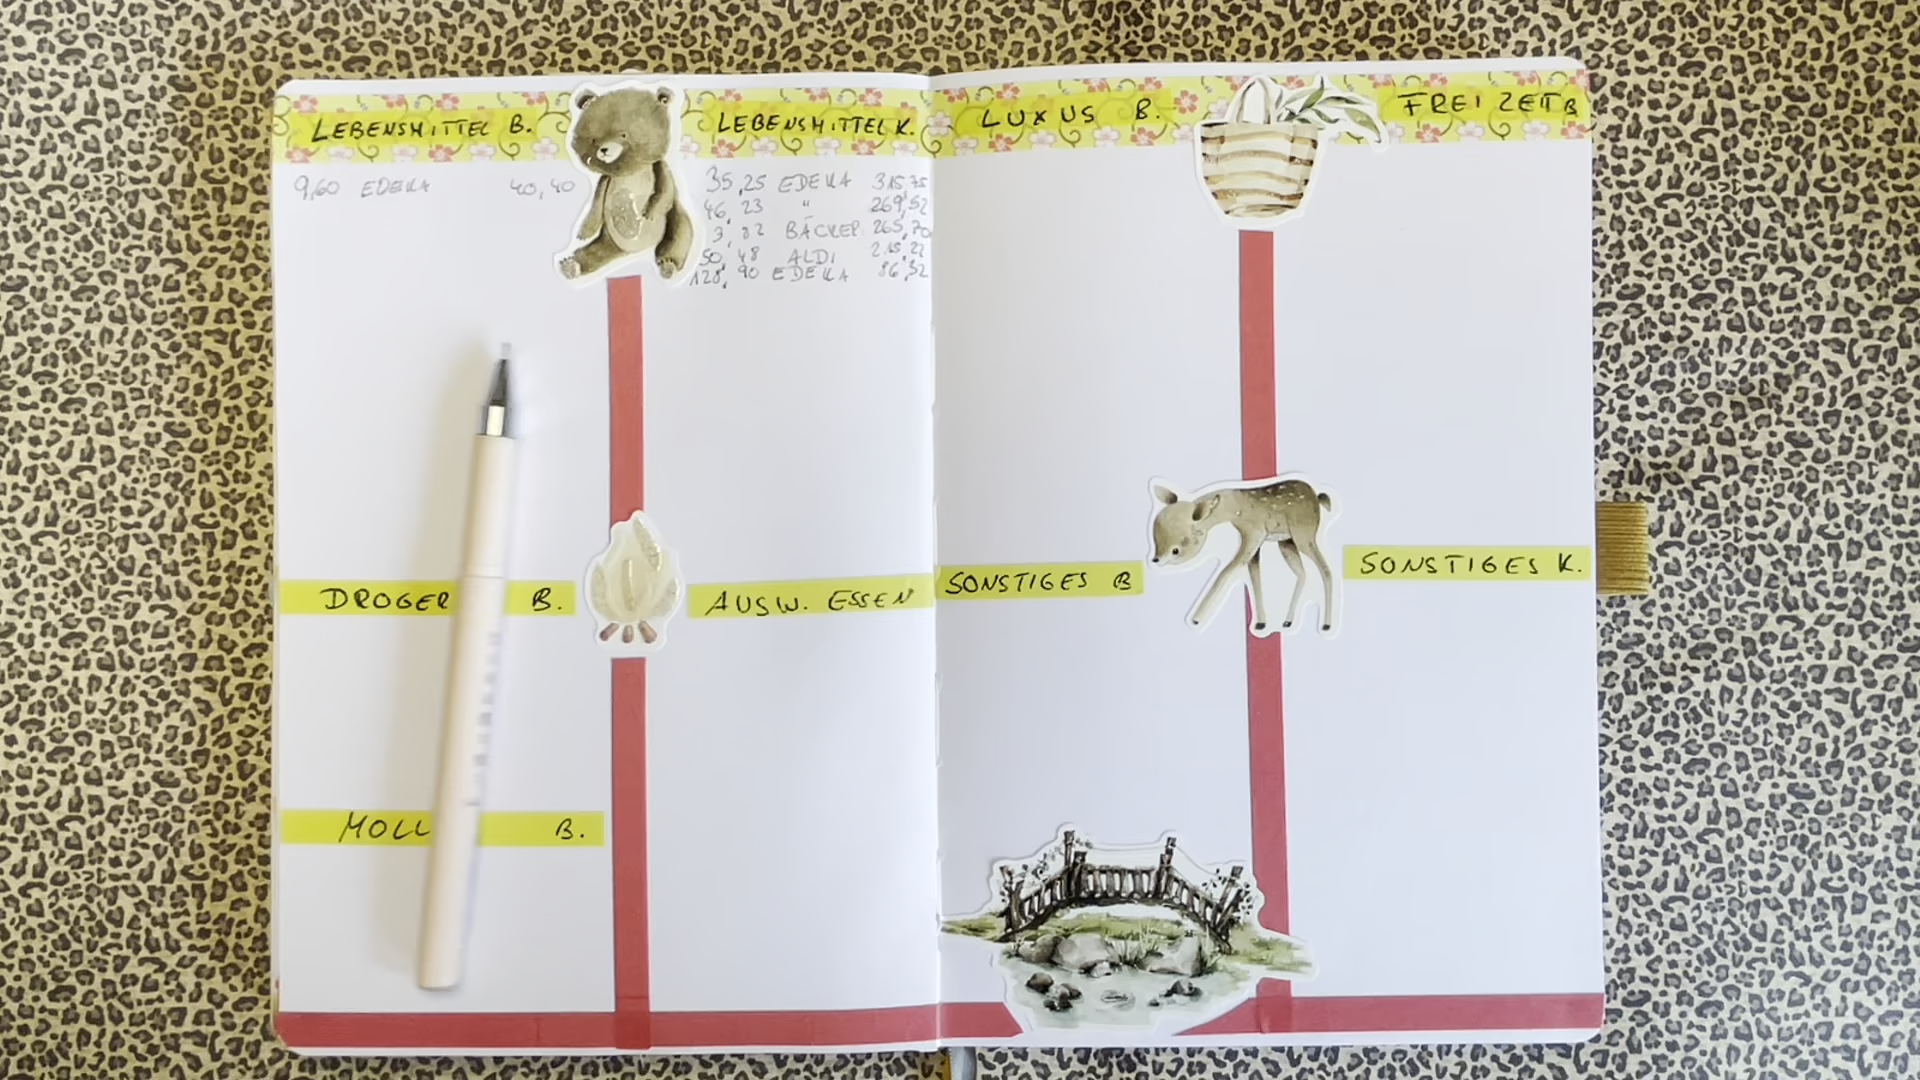 LEBENSMITTEL B.
9,60 EDEKA 40,40
LEBENSMITTEL K.
35,25 EDEKA 315,75
46,23 " 269,52
3,82 BÄCKER 265,70
50,48 ALDI 215,22
128,90 EDEKA 86,32
DROGER B.
AUSW. ESSEN
MOLL B.
LUXUS B.
FREIZEIT B
SONSTIGES B
SONSTIGES K.